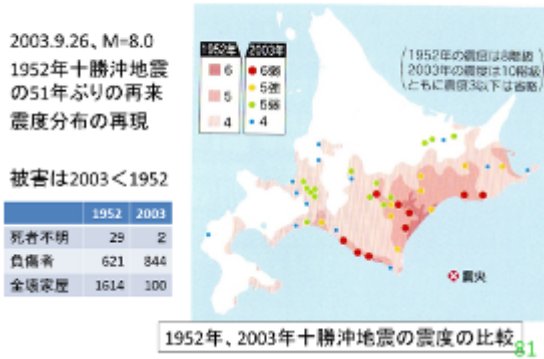 2003.9.26、M=8.0
1952年十勝沖地震
の51年ぶりの再来
震度分布の再現
被害は2003<1952
1952 2003
死者不明 29 2
負傷者 621 844
全壊家屋 1614 100
1952年 2003年
6 6弱
5 5強
5弱
4 4
1952年の震度は8階級
2003年の震度は10階級
ともに震度3以下は省略
震央
1952年、2003年十勝沖地震の震度の比較
81